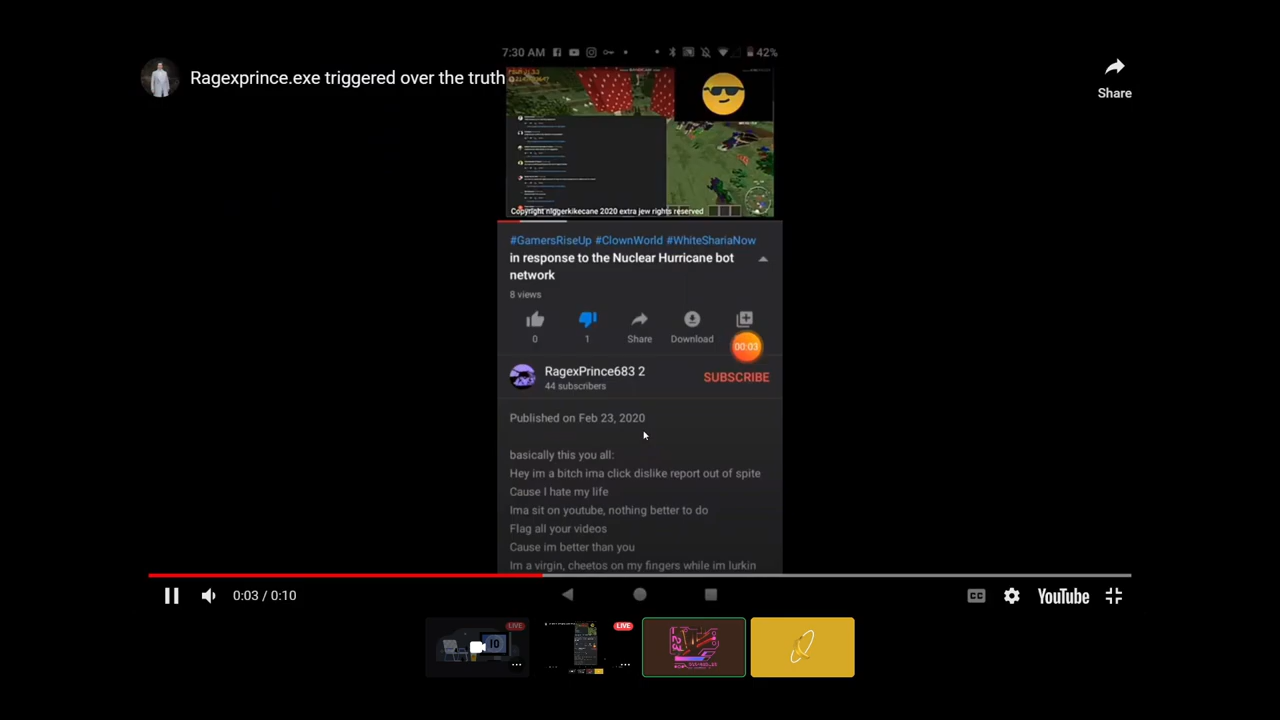 7:30 AM
42%
Ragexprince.exe triggered over the truth
Share
Copyright niggerkikecane 2020 extra jew rights reserved
#GamersRiseUp #ClownWorld #WhiteShariaNow
in response to the Nuclear Hurricane bot
network
8 views
0
1
Share
Download
00:03
RagexPrince683 2
44 subscribers
SUBSCRIBE
Published on Feb 23, 2020
basically this you all:
Hey im a bitch ima click dislike report out of spite
Cause I hate my life
Ima sit on youtube, nothing better to do
Flag all your videos
Cause im better than you
Im a virgin, cheetos on my fingers while im lurkin
0:03 / 0:10
CC
YouTube
LIVE
10
LIVE